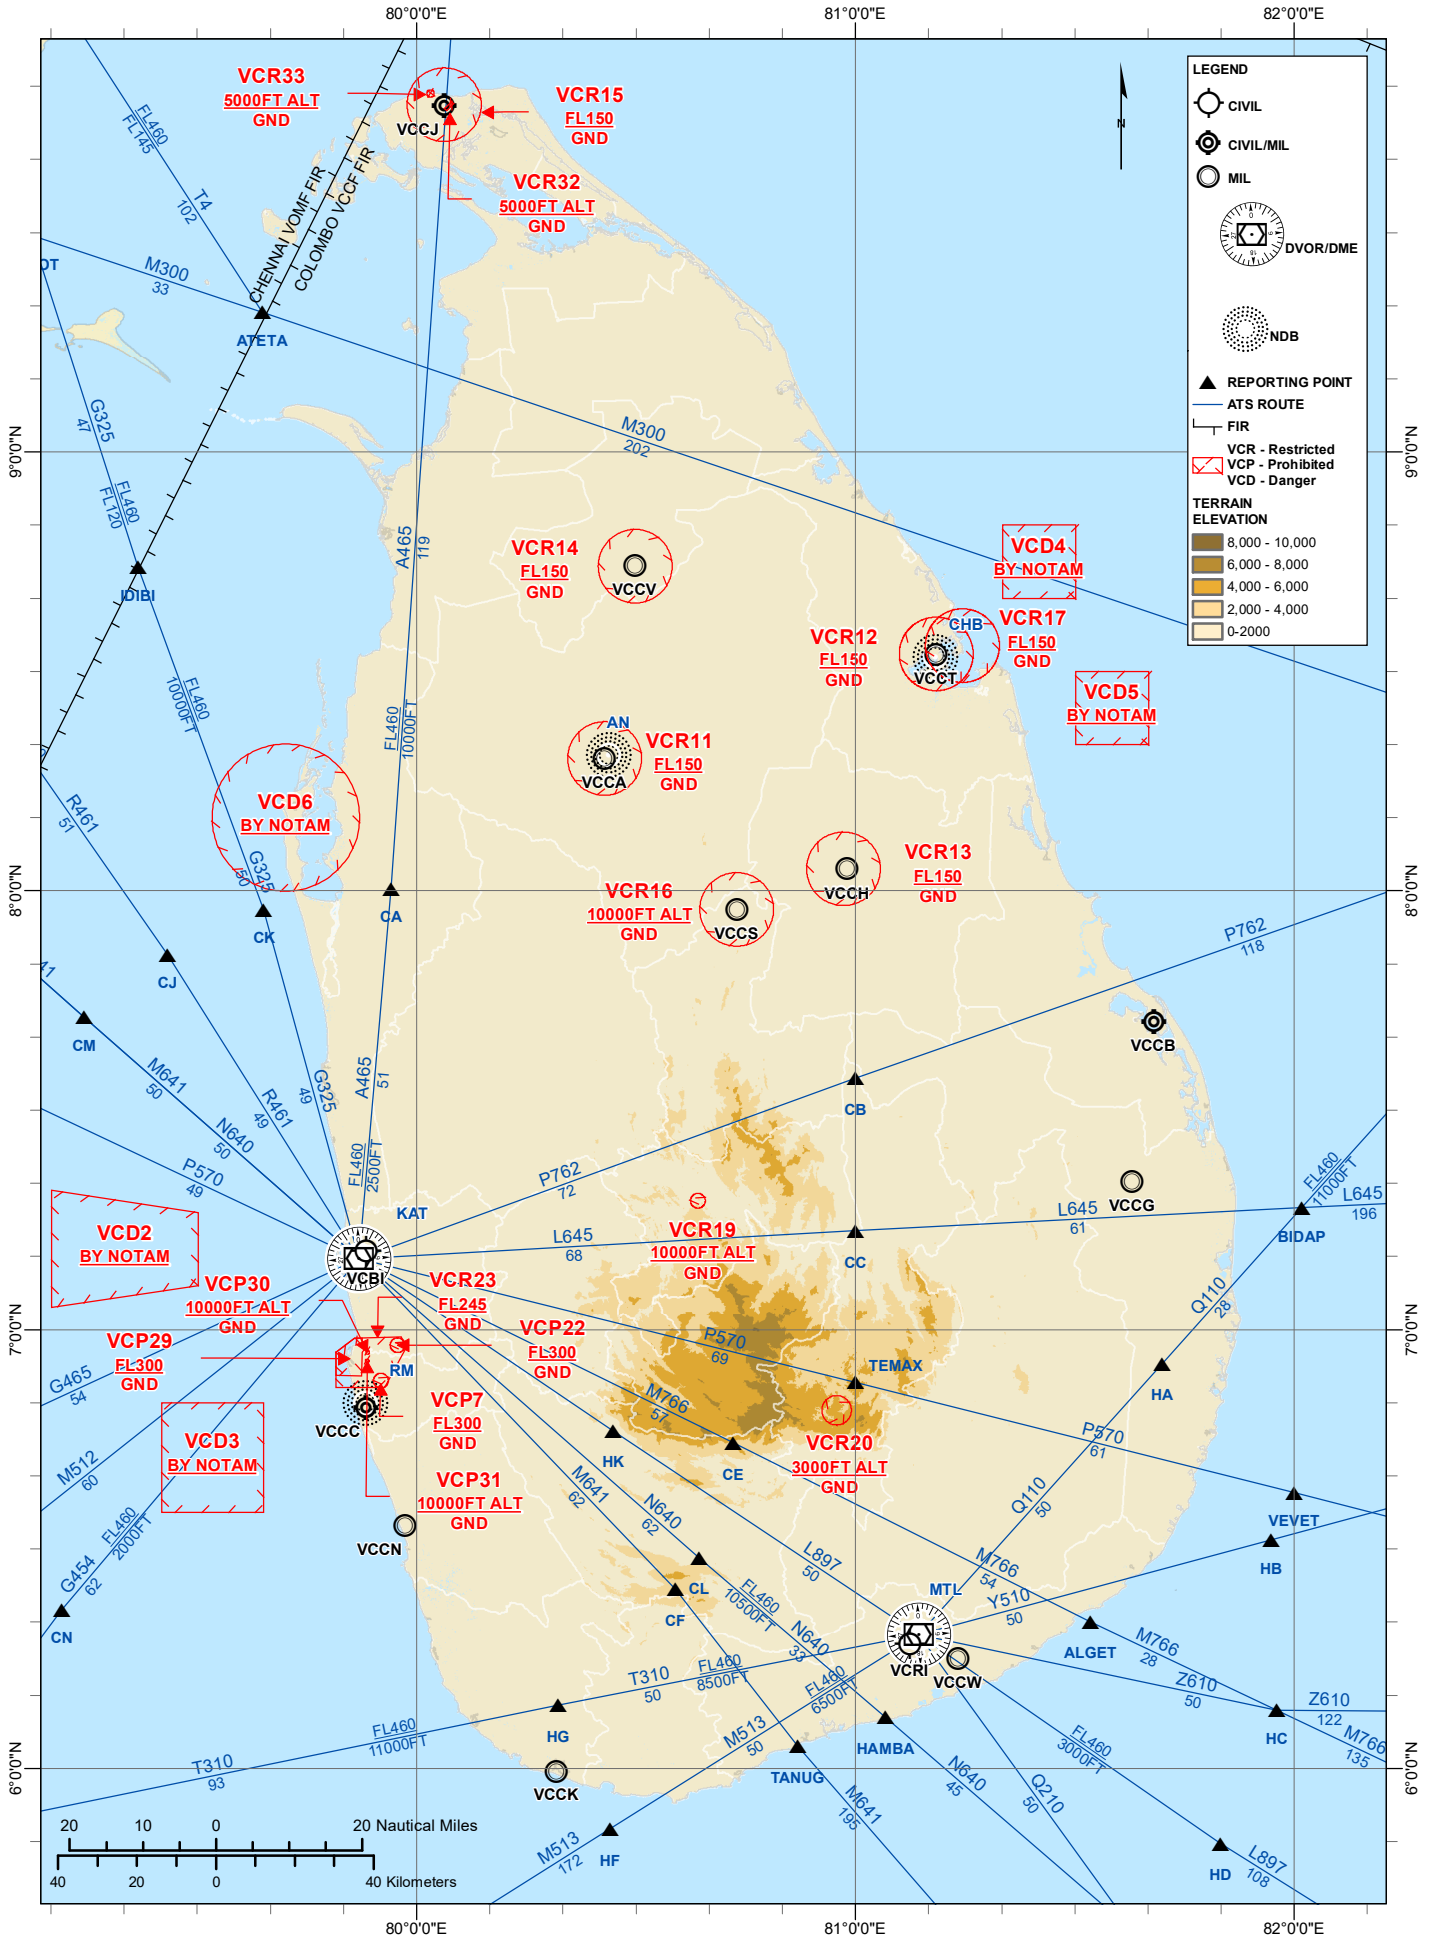 80°0'0"E
81°0'0"E
82°0'0"E
VCR33
5000FT ALT
GND
VCCJ
VCR15
FL150
GND
VCR32
5000FT ALT
GND
N
LEGEND
CIVIL
CIVIL/MIL
MIL
DVOR/DME
NDB
REPORTING POINT
ATS ROUTE
FIR
VCR - Restricted
VCP - Prohibited
VCD - Danger
TERRAIN
ELEVATION
8,000 - 10,000
6,000 - 8,000
4,000 - 6,000
2,000 - 4,000
0-2000
FL460
FL145
T4
102
CHENNAI VOMF FIR
COLOMBO VCCF FIR
OT
M300
33
ATETA
G325
47
FL460
FL120
M300
202
9°0'0"N
9°0'0"N
A465
119
IDIBI
VCR14
FL150
GND
VCCV
VCD4
BY NOTAM
VCR12
FL150
GND
CHB
VCCT
VCR17
FL150
GND
VCD5
BY NOTAM
FL460
10000FT
FL460
10000FT
AN
VCCA
VCR11
FL150
GND
VCD6
BY NOTAM
R461
51
G325
50
VCR13
FL150
GND
VCCH
VCR16
10000FT ALT
GND
VCCS
8°0'0"N
8°0'0"N
CA
CK
CJ
41
CM
P762
118
VCCB
M641
50
N640
50
R461
49
G325
49
A465
51
CB
P570
49
FL460
2500FT
P762
72
VCCG
FL460
11000FT
L645
196
KAT
VCD2
BY NOTAM
L645
68
VCR19
10000FT ALT
GND
CC
L645
61
BIDAP
VCBI
VCP30
10000FT ALT
GND
VCR23
FL245
GND
Q110
28
VCP29
FL300
GND
VCP22
FL300
GND
7°0'0"N
7°0'0"N
P570
69
TEMAX
RM
G465
54
HA
VCCC
VCP7
FL300
GND
M766
57
VCD3
BY NOTAM
VCR20
3000FT ALT
GND
P570
61
HK
CE
M512
60
VCP31
10000FT ALT
GND
M641
62
N640
62
Q110
50
VEVET
FL460
2000FT
VCCN
L897
50
HB
G454
62
M766
54
MTL
Y510
50
CN
CL
CF
FL460
10500FT
N640
33
VCRI
VCCW
ALGET
M766
28
T310
50
FL460
8500FT
FL460
6500FT
Z610
50
Z610
122
HG
FL460
11000FT
M513
50
HAMBA
FL460
3000FT
HC
M766
135
T310
93
6°0'0"N
6°0'0"N
VCCK
TANUG
N640
45
Q210
50
M641
195
20
10
0
20 Nautical Miles
40
20
0
40 Kilometers
M513
172
HF
HD
L897
108
80°0'0"E
81°0'0"E
82°0'0"E